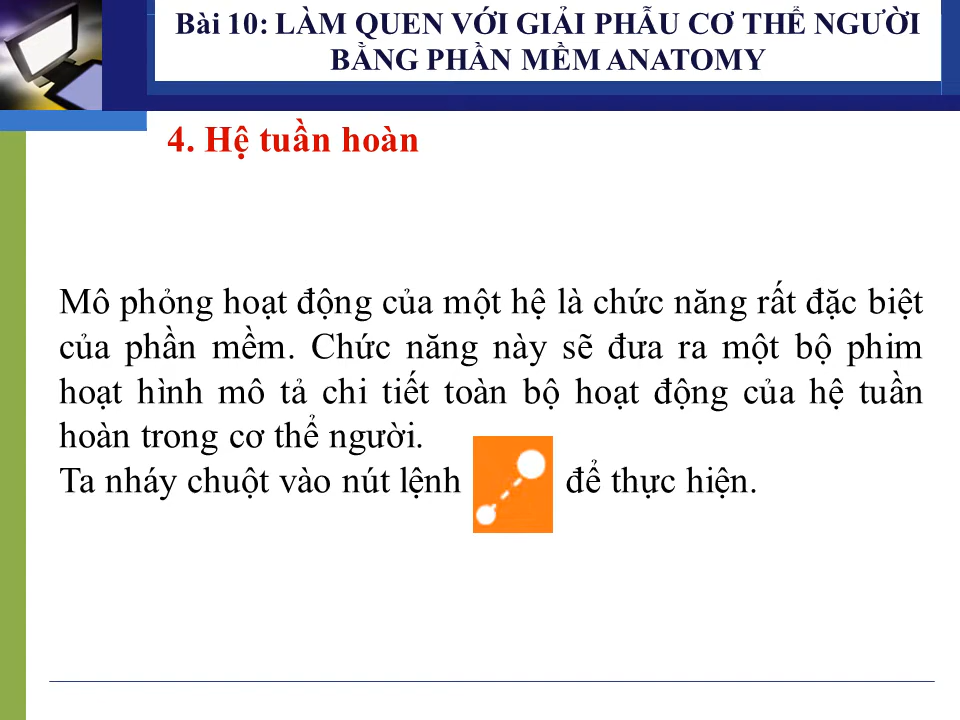 Bài 10: LÀM QUEN VỚI GIẢI PHẪU CƠ THỂ NGƯỜI
BẰNG PHẦN MỀM ANATOMY
4. Hệ tuần hoàn
Mô phỏng hoạt động của một hệ là chức năng rất đặc biệt
của phần mềm. Chức năng này sẽ đưa ra một bộ phim
hoạt hình mô tả chi tiết toàn bộ hoạt động của hệ tuần
hoàn trong cơ thể người.
Ta nháy chuột vào nút lệnh để thực hiện.